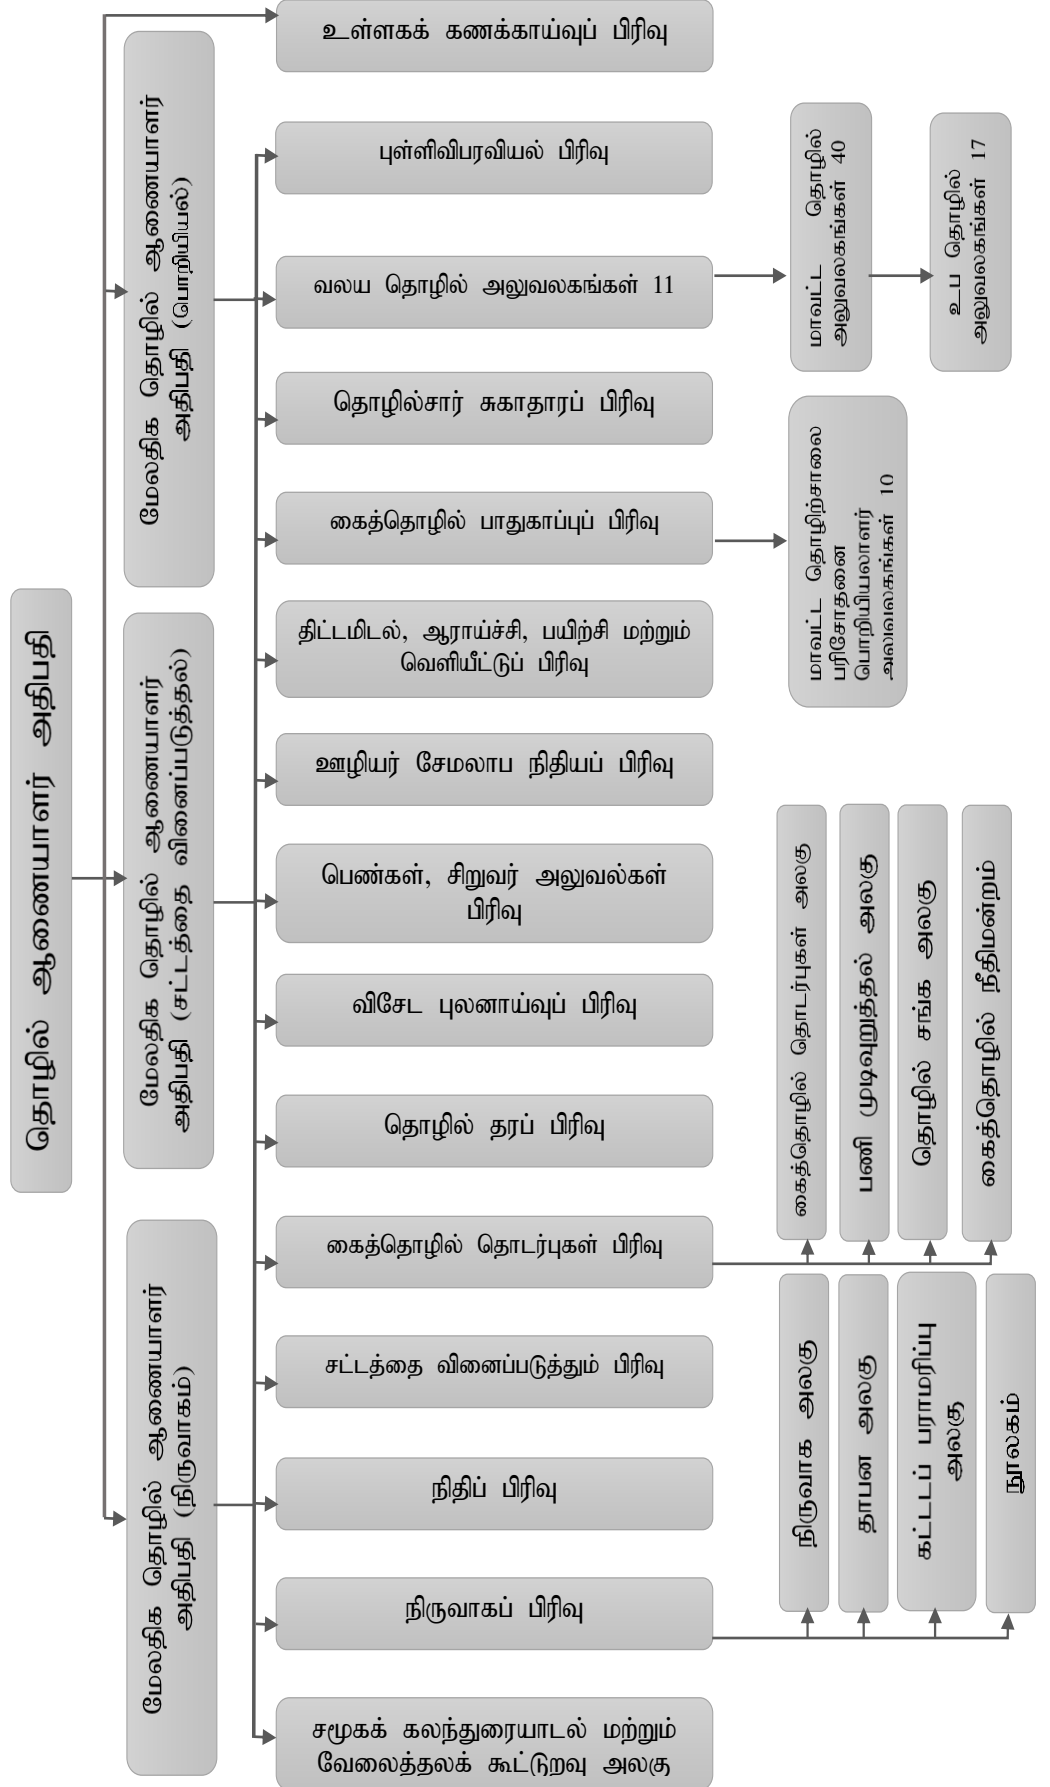 தொழில் ஆணையாளர் அதிபதி
மேலதிக தொழில் ஆணையாளர்
அதிபதி (பொறியியல்)
மேலதிக தொழில் ஆணையாளர்
அதிபதி (சட்டத்தை வினைப்படுத்தல்)
மேலதிக தொழில் ஆணையாளர்
அதிபதி (நிருவாகம்)
உள்ளகக் கணக்காய்வுப் பிரிவு
புள்ளிவிபரவியல் பிரிவு
வலய தொழில் அலுவலகங்கள் 11
தொழில்சார் சுகாதாரப் பிரிவு
கைத்தொழில் பாதுகாப்புப் பிரிவு
திட்டமிடல், ஆராய்ச்சி, பயிற்சி மற்றும்
வெளியீட்டுப் பிரிவு
ஊழியர் சேமலாப நிதியப் பிரிவு
பெண்கள், சிறுவர் அலுவல்கள்
பிரிவு
விசேட புலனாய்வுப் பிரிவு
தொழில் தரப் பிரிவு
கைத்தொழில் தொடர்புகள் பிரிவு
சட்டத்தை வினைப்படுத்தும் பிரிவு
நிதிப் பிரிவு
நிருவாகப் பிரிவு
சமூகக் கலந்துரையாடல் மற்றும்
வேலைத்தலக் கூட்டுறவு அலகு
மாவட்ட தொழில்
அலுவலகங்கள் 40
உப தொழில்
அலுவலகங்கள் 17
மாவட்ட தொழிற்சாலை
பரிசோதனை
பொறியியலாளர்
அலுவலகங்கள் 10
கைத்தொழில் தொடர்புகள் அலகு
பணி முடிவுறுத்தல் அலகு
தொழில் சங்க அலகு
கைத்தொழில் நீதிமன்றம்
நிருவாக அலகு
தாபன அலகு
கட்டடப் பராமரிப்பு
அலகு
நூலகம்